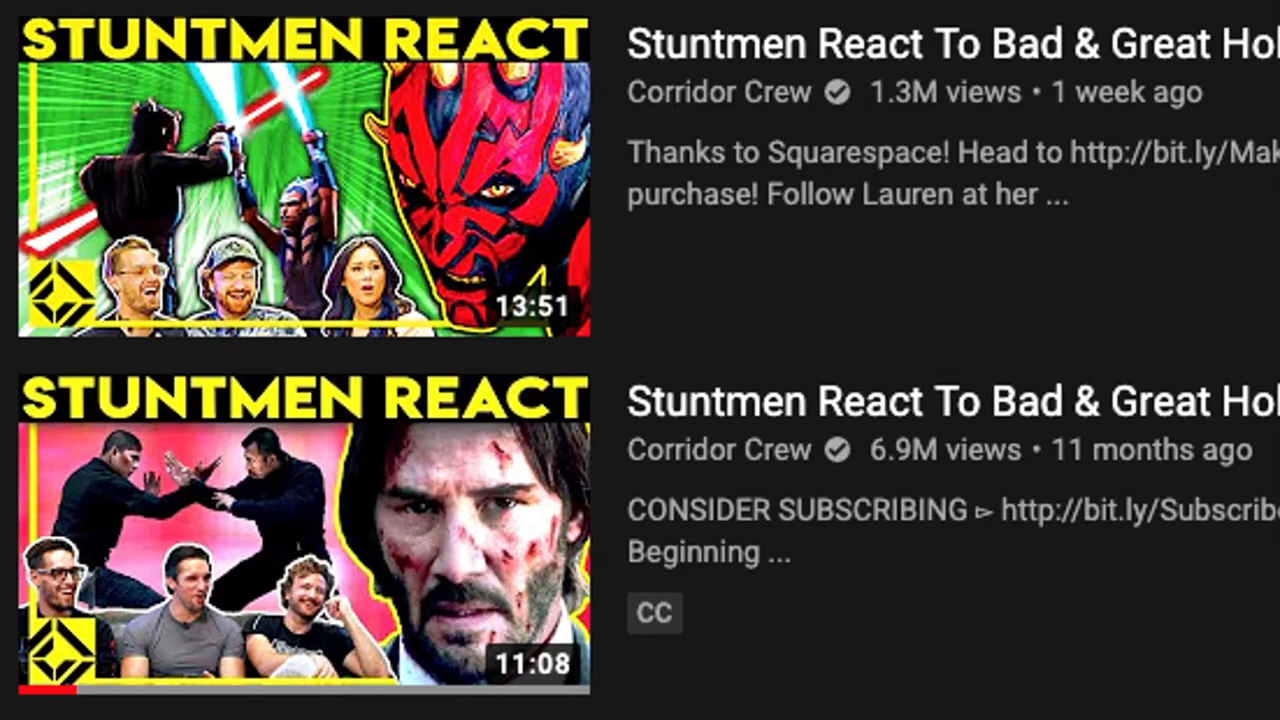 STUNTMEN REACT
13:51
Stuntmen React To Bad & Great Hol
Corridor Crew 1.3M views • 1 week ago
Thanks to Squarespace! Head to http://bit.ly/Mak
purchase! Follow Lauren at her ...
STUNTMEN REACT
11:08
Stuntmen React To Bad & Great Hol
Corridor Crew 6.9M views • 11 months ago
CONSIDER SUBSCRIBING ▻ http://bit.ly/Subscribe
Beginning ...
CC